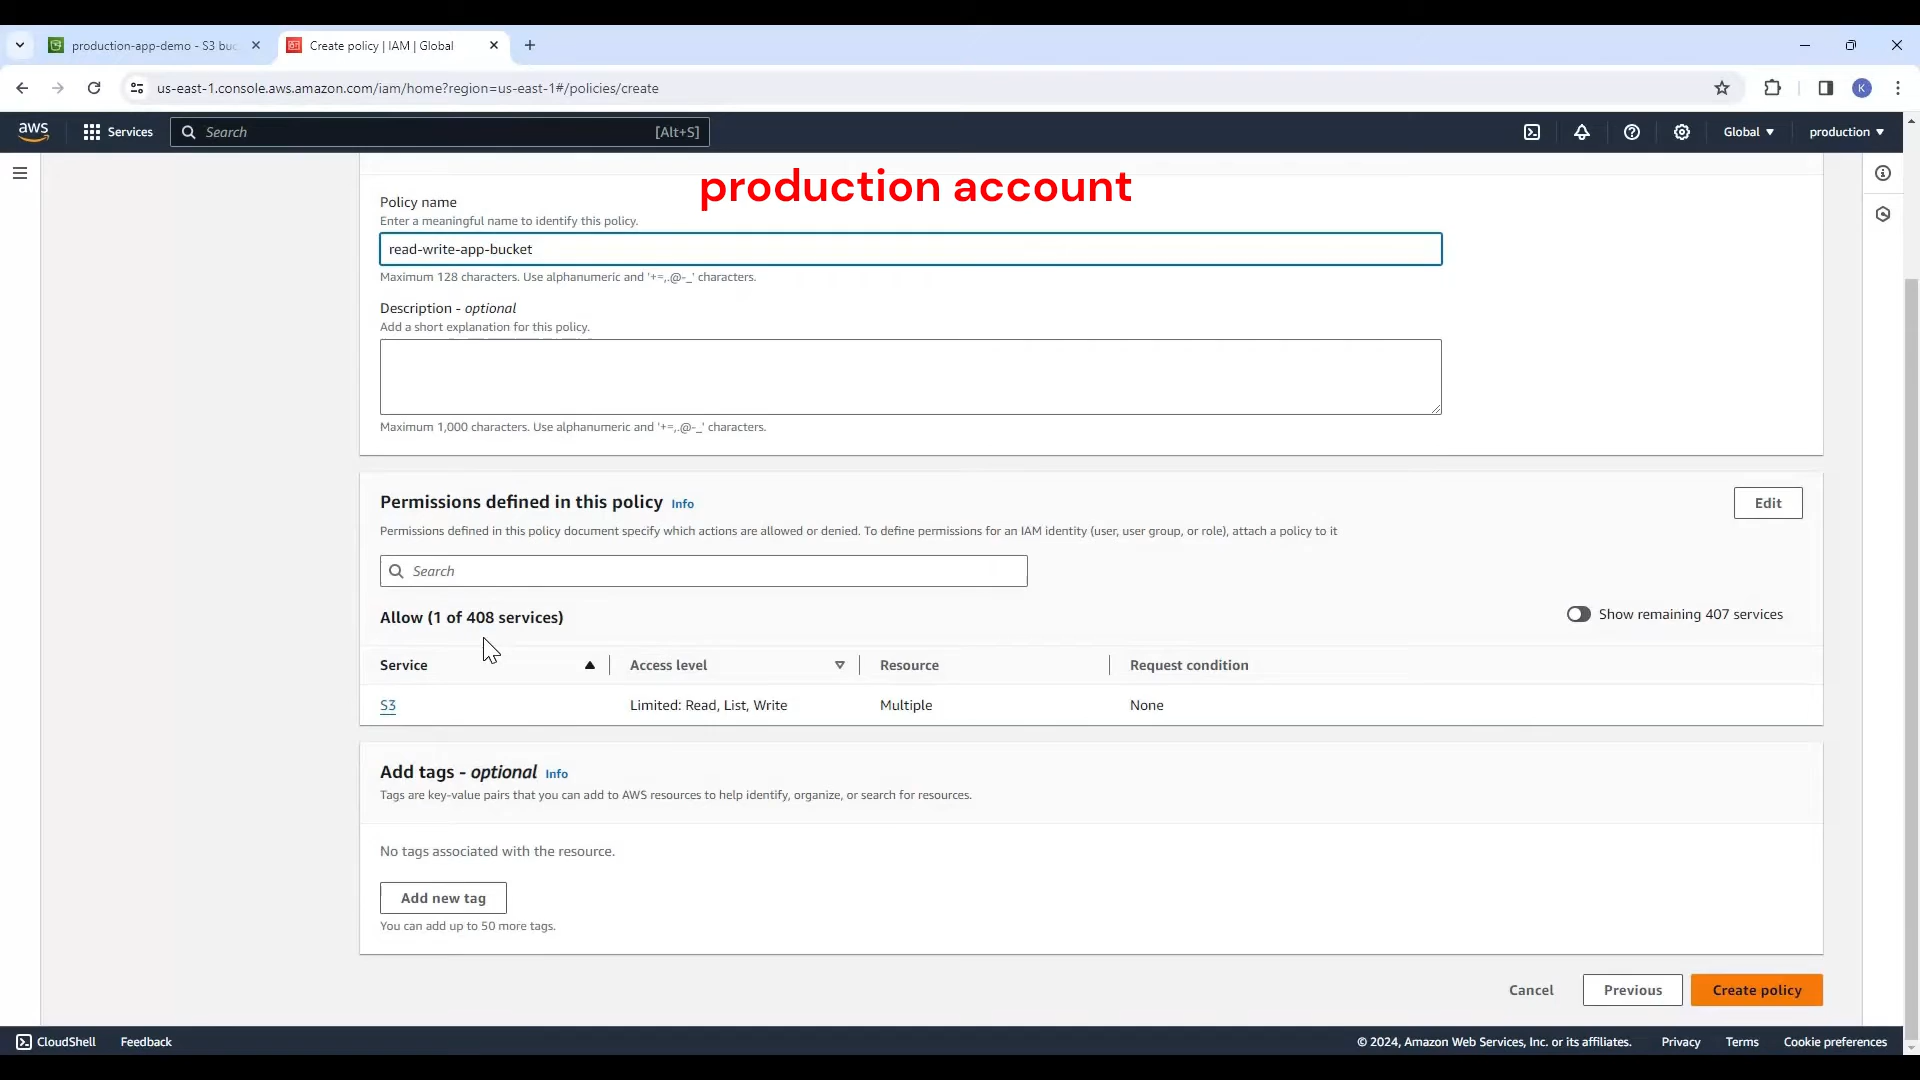 production-app-demo - S3 buc
Create policy | IAM | Global
us-east-1.console.aws.amazon.com/iam/home?region=us-east-1#/policies/create
K
aws
Services
Search
[Alt+S]
Global
production
production account
Policy name
Enter a meaningful name to identify this policy.
read-write-app-bucket
Maximum 128 characters. Use alphanumeric and '+=,.@-_' characters.
Description - optional
Add a short explanation for this policy.
Maximum 1,000 characters. Use alphanumeric and '+=,.@-_' characters.
Permissions defined in this policy Info
Edit
Permissions defined in this policy document specify which actions are allowed or denied. To define permissions for an IAM identity (user, user group, or role), attach a policy to it
Search
Allow (1 of 408 services)
Show remaining 407 services
Service
Access level
Resource
Request condition
S3
Limited: Read, List, Write
Multiple
None
Add tags - optional Info
Tags are key-value pairs that you can add to AWS resources to help identify, organize, or search for resources.
No tags associated with the resource.
Add new tag
You can add up to 50 more tags.
Cancel
Previous
Create policy
CloudShell
Feedback
© 2024, Amazon Web Services, Inc. or its affiliates.
Privacy
Terms
Cookie preferences